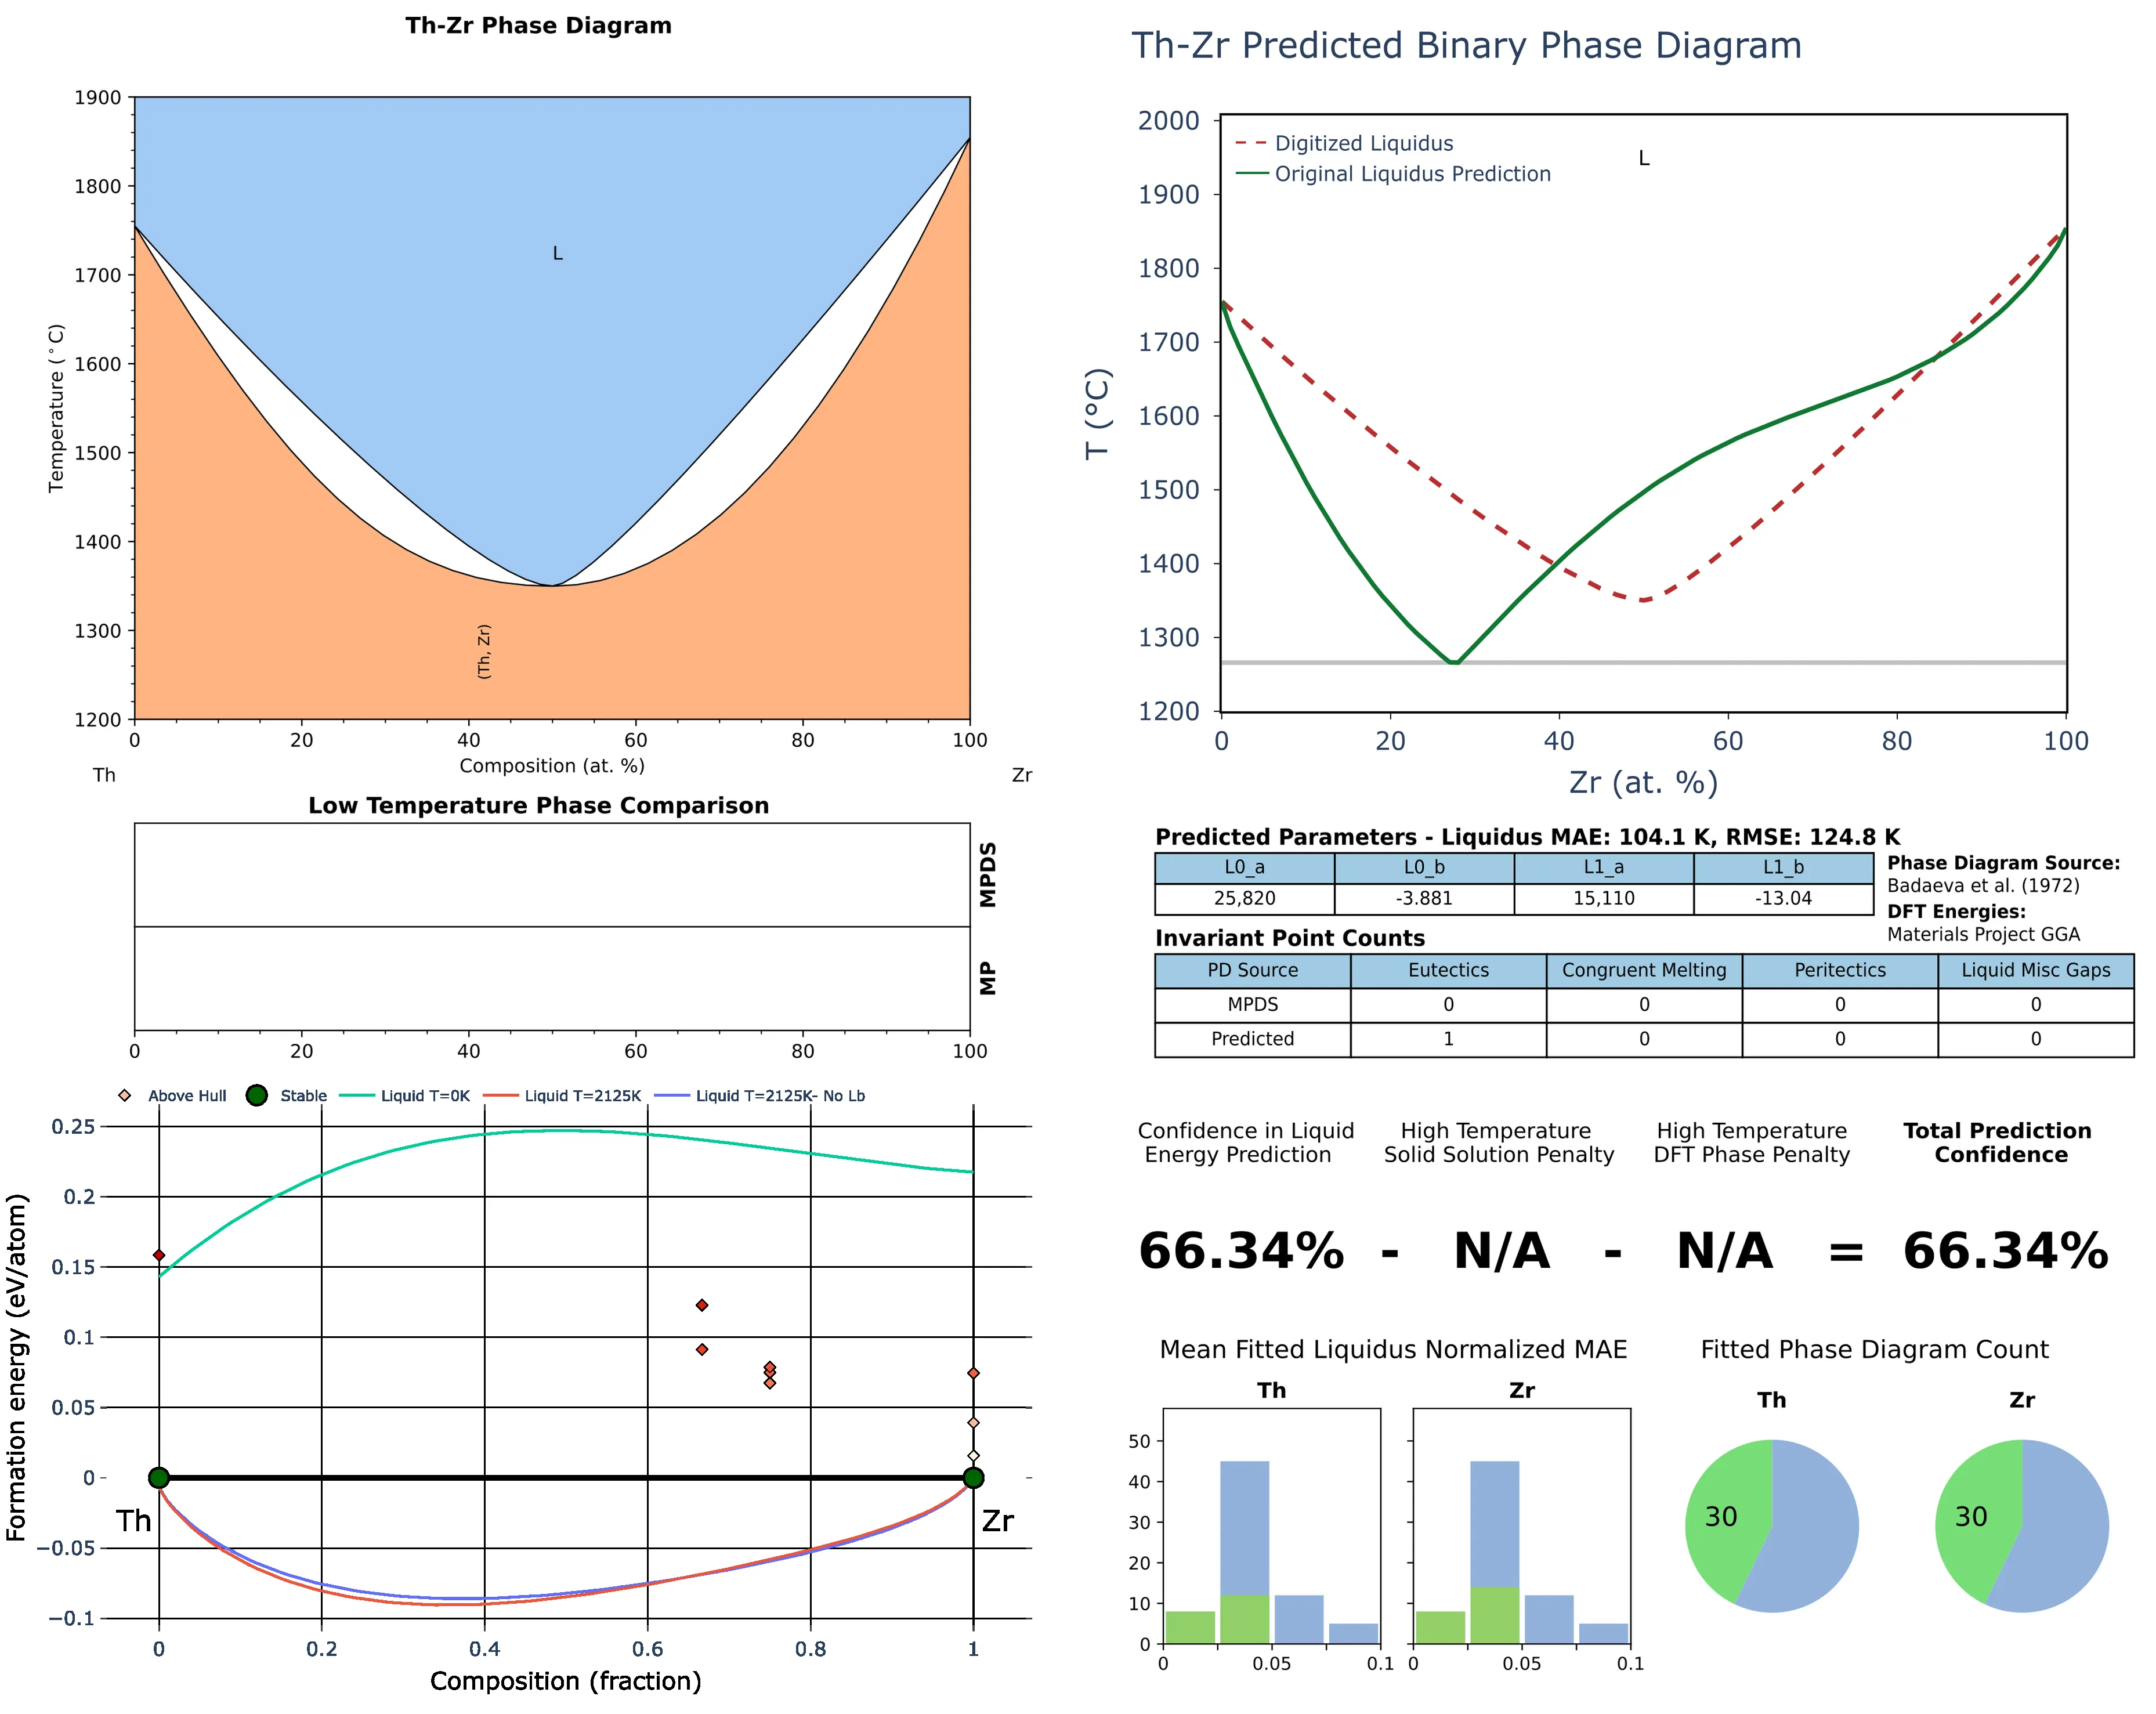 Th-Zr Phase Diagram
1900
1800
1700
1600
1500
1400
1300
1200
Temperature (°C)
L
(Th, Zr)
0 20 40 60 80 100
Th Composition (at. %) Zr
Low Temperature Phase Comparison
MPDS
MP
0 20 40 60 80 100
Above Hull Stable Liquid T=0K Liquid T=2125K Liquid T=2125K- No Lb
0.25
0.2
0.15
0.1
0.05
0
−0.05
−0.1
Formation energy (eV/atom)
Th Zr
0 0.2 0.4 0.6 0.8 1
Composition (fraction)
Th-Zr Predicted Binary Phase Diagram
2000
1900
1800
1700
1600
1500
1400
1300
1200
T (°C)
Digitized Liquidus
Original Liquidus Prediction
L
0 20 40 60 80 100
Zr (at. %)
Predicted Parameters - Liquidus MAE: 104.1 K, RMSE: 124.8 K
L0_a L0_b L1_a L1_b
25,820 -3.881 15,110 -13.04
Phase Diagram Source:
Badaeva et al. (1972)
DFT Energies:
Materials Project GGA
Invariant Point Counts
PD Source Eutectics Congruent Melting Peritectics Liquid Misc Gaps
MPDS 0 0 0 0
Predicted 1 0 0 0
Confidence in Liquid
Energy Prediction
High Temperature
Solid Solution Penalty
High Temperature
DFT Phase Penalty
Total Prediction
Confidence
66.34% - N/A - N/A = 66.34%
Mean Fitted Liquidus Normalized MAE
Th Zr
50
40
30
20
10
0
0 0.05 0.1 0 0.05 0.1
Fitted Phase Diagram Count
Th Zr
30 30